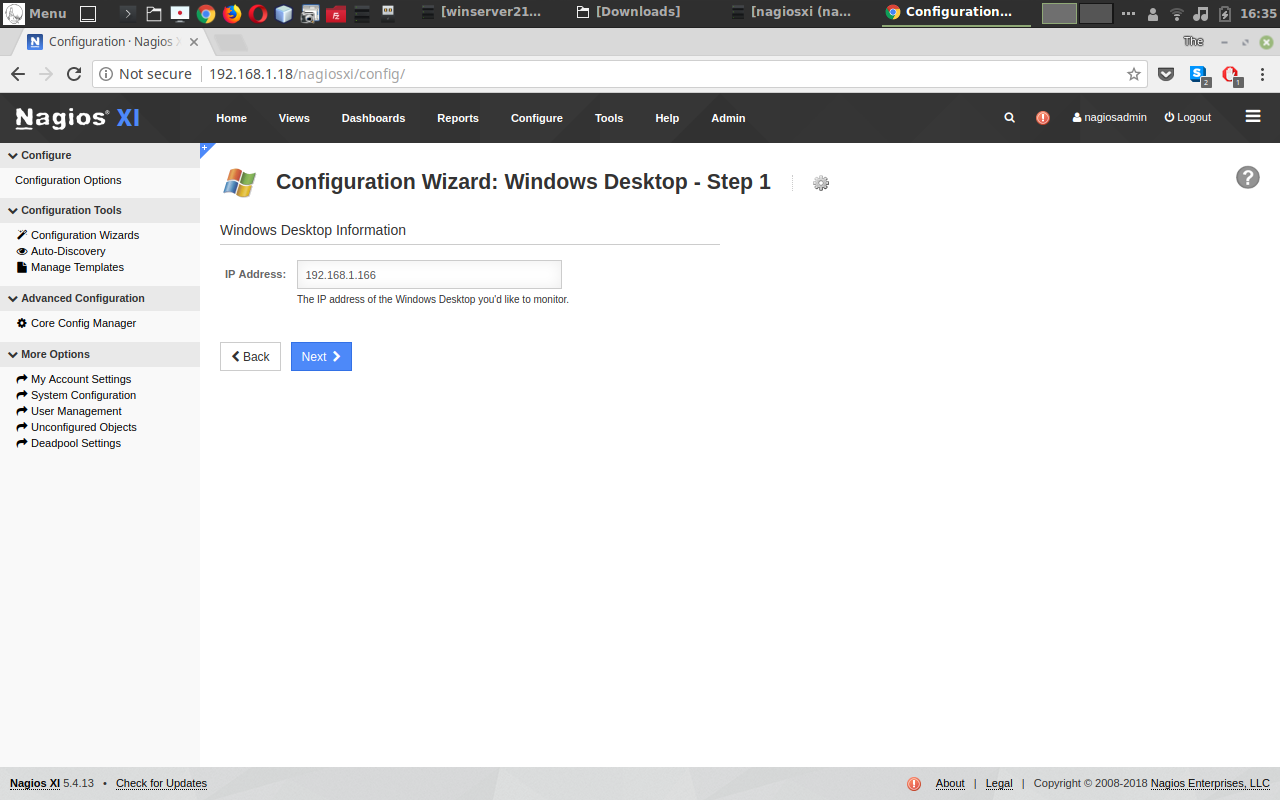 Menu [winserver21... [Downloads] [nagiosxi (na... Configuration... 16:35
Configuration · Nagios X The
Not secure 192.168.1.18/nagiosxi/config/ 2 1
Nagios® XI Home Views Dashboards Reports Configure Tools Help Admin nagiosadmin Logout
Configure
Configuration Options
Configuration Tools
Configuration Wizards
Auto-Discovery
Manage Templates
Advanced Configuration
Core Config Manager
More Options
My Account Settings
System Configuration
User Management
Unconfigured Objects
Deadpool Settings
Configuration Wizard: Windows Desktop - Step 1
Windows Desktop Information
IP Address: 192.168.1.166
The IP address of the Windows Desktop you'd like to monitor.
Back Next
Nagios XI 5.4.13 • Check for Updates About | Legal | Copyright © 2008-2018 Nagios Enterprises, LLC